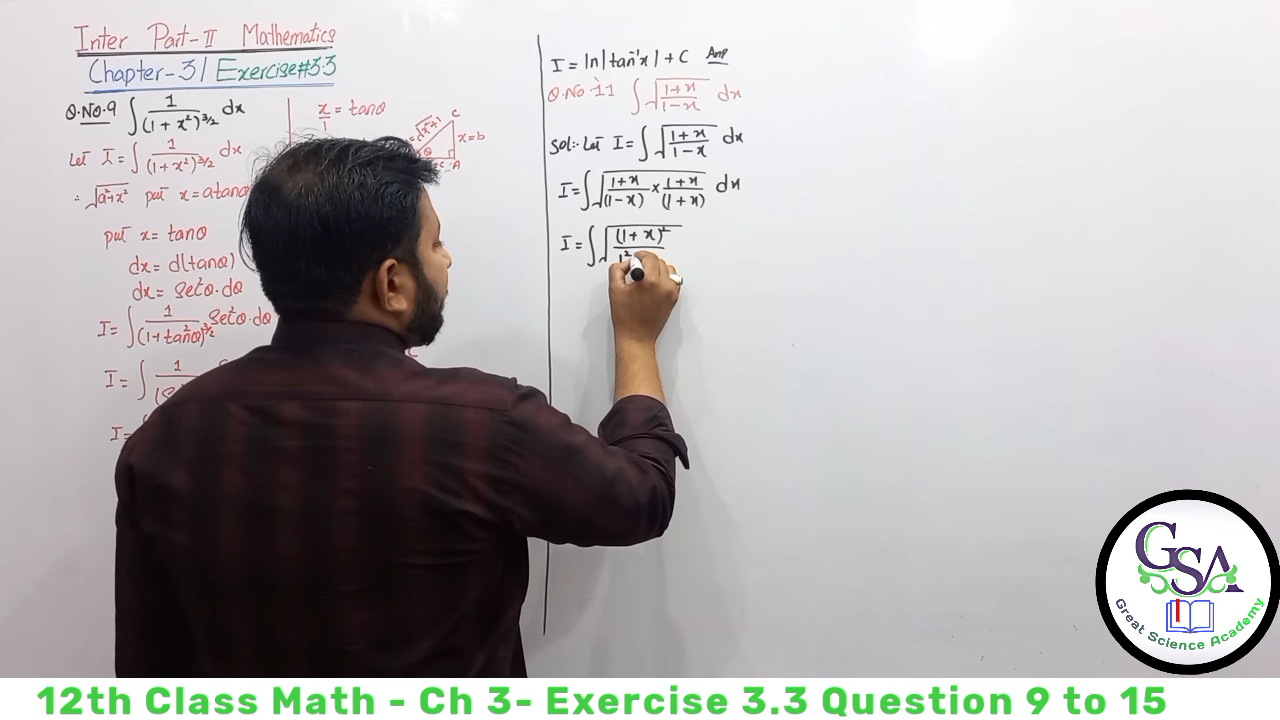 Inter Part-II Mathematics
Chapter-3 | Exercise#3.3
Q.No.9 ∫ 1/(1+x²)^3/2 dx
Let I = ∫ 1/(1+x²)^3/2 dx
∵ √a²+x² put x = atanθ
put x = tanθ
dx = d(tanθ)
dx = Sec²θ.dθ
I = ∫ 1/(1+tan²θ)^3/2 Sec²θ.dθ
I = ∫ 1
I =
x/1 = tanθ
C
√x²+1
x=b
θ
A
I = ln|tan⁻¹x| + C Ans
Q.No 11 ∫ √(1+x/1-x) dx
Sol:- Let I = ∫ √(1+x/1-x) dx
I = ∫ √(1+x/(1-x) × 1+x/(1+x)) dx
I = ∫ √((1+x)²/1²
GSA
Great Science Academy
12th Class Math - Ch 3- Exercise 3.3 Question 9 to 15